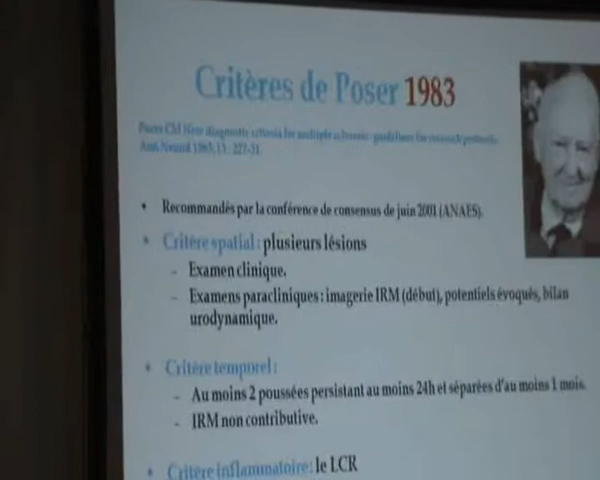 Critères de Poser 1983
Poser CM New diagnostic criteria for multiple sclerosis: guidelines for research protocols.
Ann Neurol 1983; 13: 227-31.
• Recommandés par la conférence de consensus de juin 2001 (ANAES).
• Critère spatial : plusieurs lésions
- Examen clinique.
- Examens paracliniques : imagerie IRM (début), potentiels évoqués, bilan
urodynamique.
• Critère temporel :
- Au moins 2 poussées persistant au moins 24h et séparées d'au moins 1 mois.
- IRM non contributive.
• Critère inflammatoire: le LCR